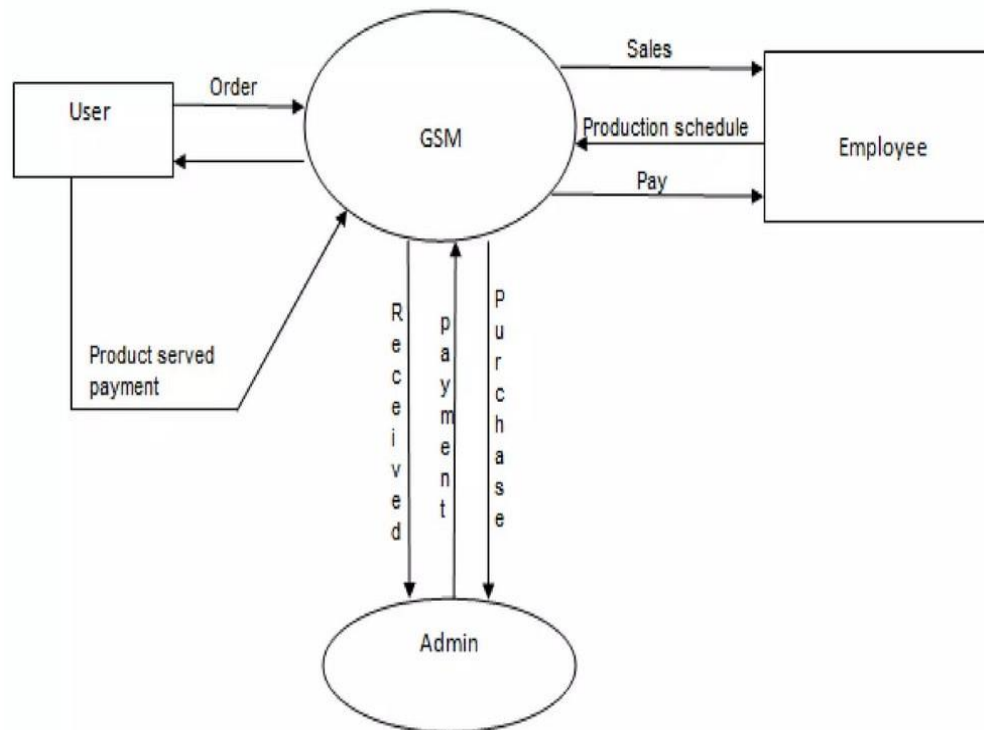 Sales
Order
User
GSM
Production schedule
Employee
Pay
Received
payment
Purchase
Product served
payment
Admin